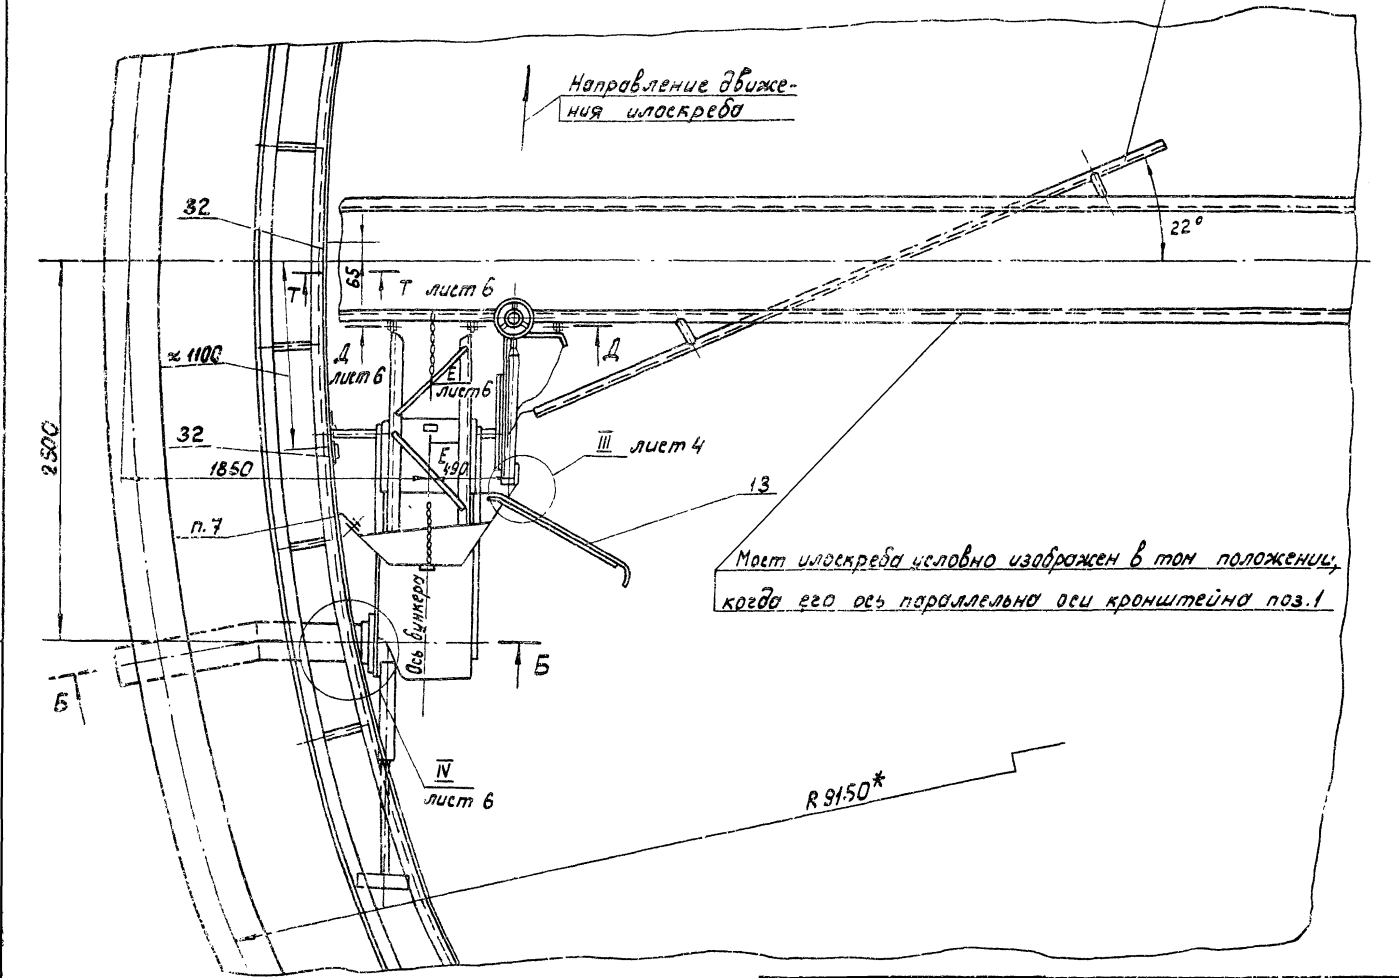 Направление движе-
ния илоскреба
32
22°
65
Т
Т лист 6
Д
лист 6
Д
Е
лист 6
≈1100
2500
32
1850
Е
490
III лист 4
13
п.7
Мост илоскреба условно изображен в том положении,
когда его ось параллельна оси кронштейна поз.1
Ось бункера
Б
Б
IV
лист 6
R 9150*